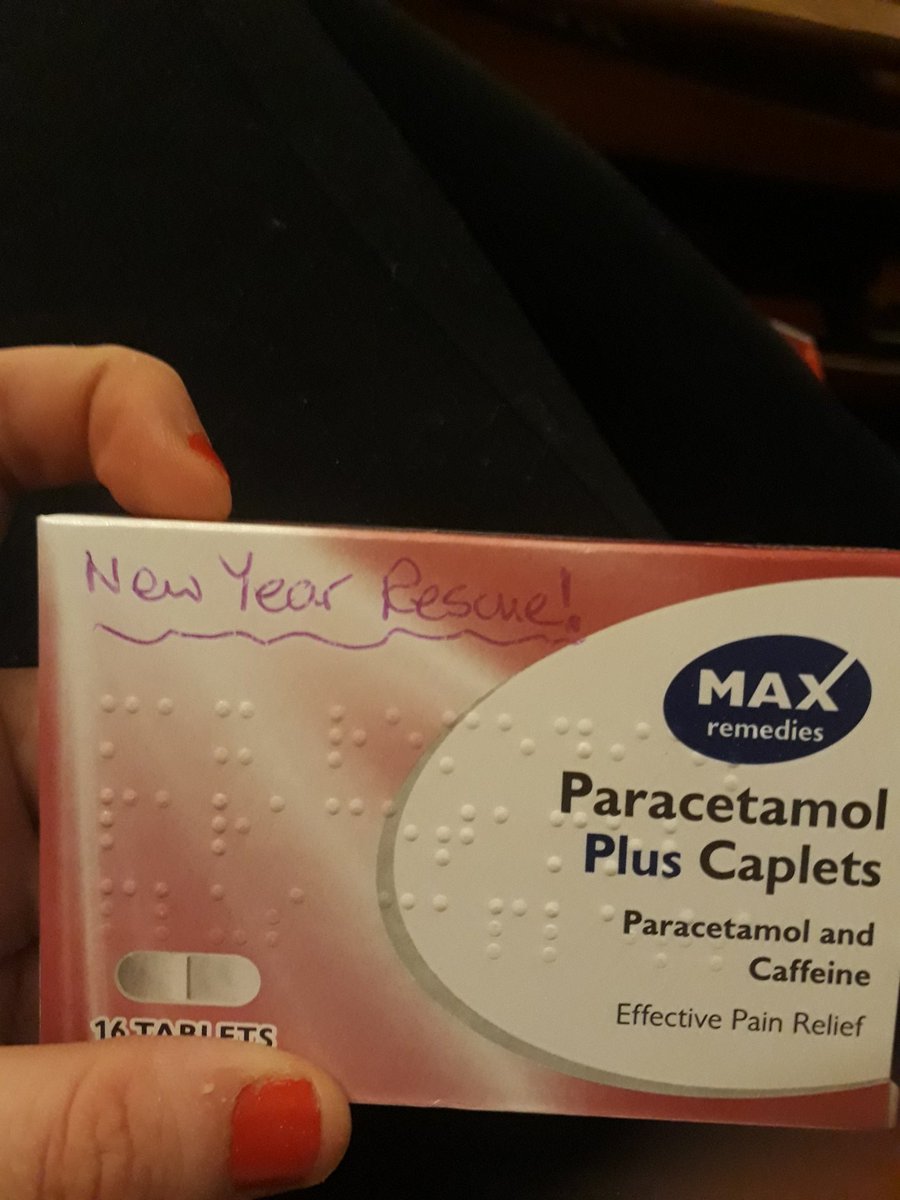 New Year Rescue!
MAX
remedies
Paracetamol
Plus Caplets
Paracetamol and
Caffeine
Effective Pain Relief
16 TABLETS